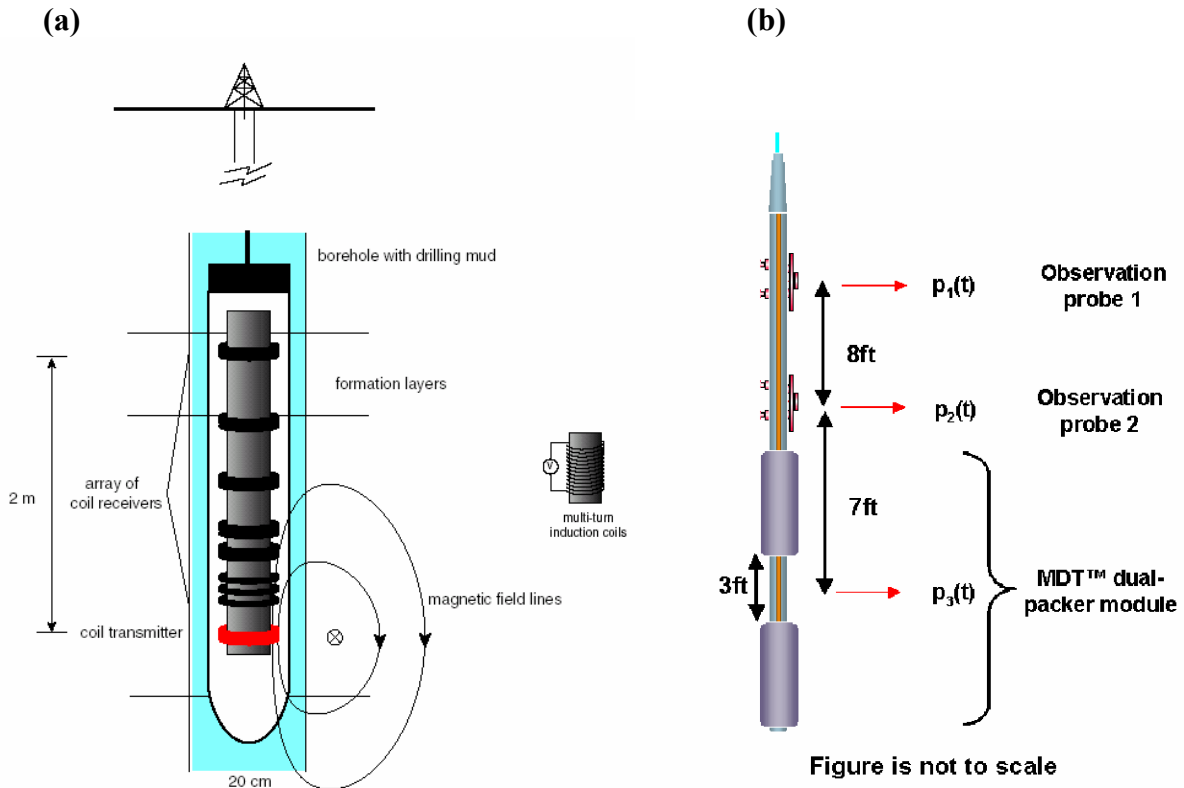 (a)
borehole with drilling mud
formation layers
2 m
array of
coil receivers
V
multi-turn
induction coils
magnetic field lines
coil transmitter
20 cm
(b)
p1(t)
Observation
probe 1
8ft
p2(t)
Observation
probe 2
7ft
3ft
p3(t)
MDT™ dual-
packer module
Figure is not to scale